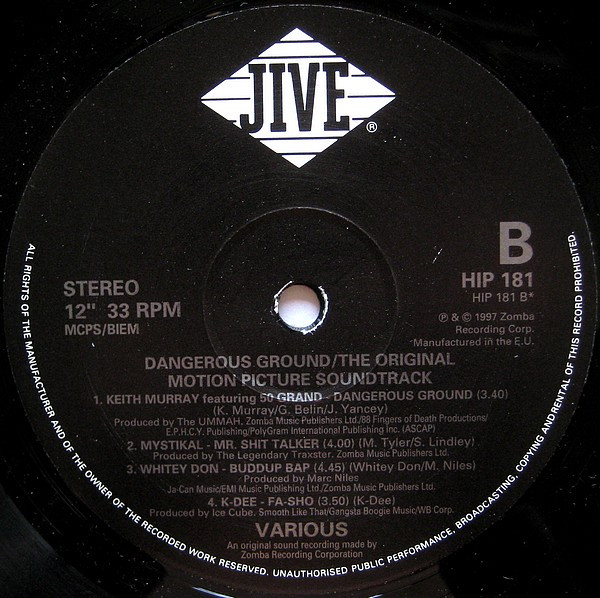 JIVE
®
B
HIP 181
HIP 181 B*
STEREO
12" 33 RPM
MCPS/BIEM
℗ & © 1997 Zomba
Recording Corp.
Manufactured in the E.U.
DANGEROUS GROUND/THE ORIGINAL
MOTION PICTURE SOUNDTRACK
1. KEITH MURRAY featuring 50 GRAND - DANGEROUS GROUND (3.40)
(K. Murray/G. Belin/J. Yancey)
Produced by The UMMAH. Zomba Music Publishers Ltd/88 Fingers of Death Productions/
E.P.H.C.Y. Publishing/PolyGram International Publishing Inc. (ASCAP)
2. MYSTIKAL - MR. SHIT TALKER (4.00) (M. Tyler/S. Lindley)
Produced by The Legendary Traxster. Zomba Music Publishers Ltd.
3. WHITEY DON - BUDDUP BAP (4.45) (Whitey Don/M. Niles)
Produced by Marc Niles
Ja-Can Music/EMI Music Publishing Ltd./Zomba Music Publishers Ltd.
4. K-DEE - FA-SHO (3.50) (K-Dee)
Produced by Ice Cube. Smooth Like That/Gangsta Boogie Music/WB Corp.
VARIOUS
An original sound recording made by
Zomba Recording Corporation
ALL RIGHTS OF THE MANUFACTURER AND OF THE OWNER OF THE RECORDED WORK RESERVED. UNAUTHORISED PUBLIC PERFORMANCE, BROADCASTING, COPYING AND RENTAL OF THIS RECORD PROHIBITED.